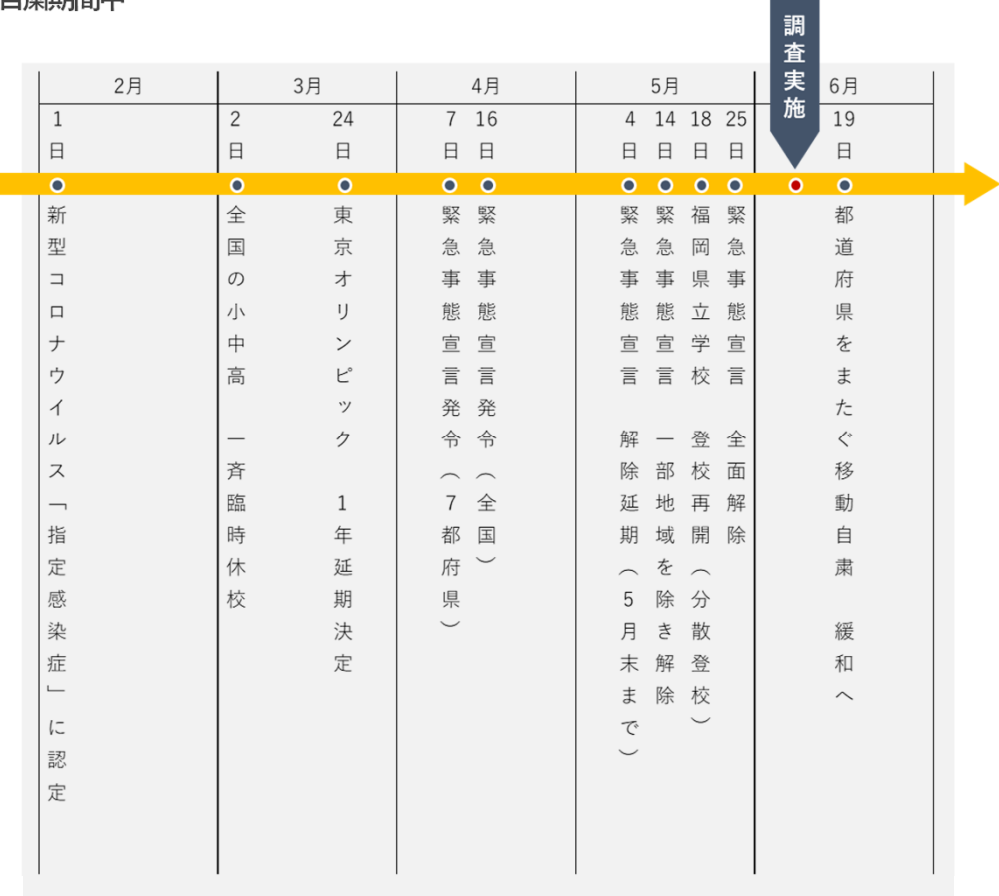 自粛期間中
調査実施
2月
3月
4月
5月
6月
1日
新型コロナウイルス「指定感染症」に認定
2日
全国の小中高 一斉臨時休校
24日
東京オリンピック 1年延期決定
7日
緊急事態宣言発令(7都府県)
16日
緊急事態宣言発令(全国)
4日
緊急事態宣言 解除延期(5月末まで)
14日
緊急事態宣言 一部地域を除き解除
18日
福岡県立学校 登校再開(分散登校)
25日
緊急事態宣言 全面解除
19日
都道府県をまたぐ移動自粛 緩和へ